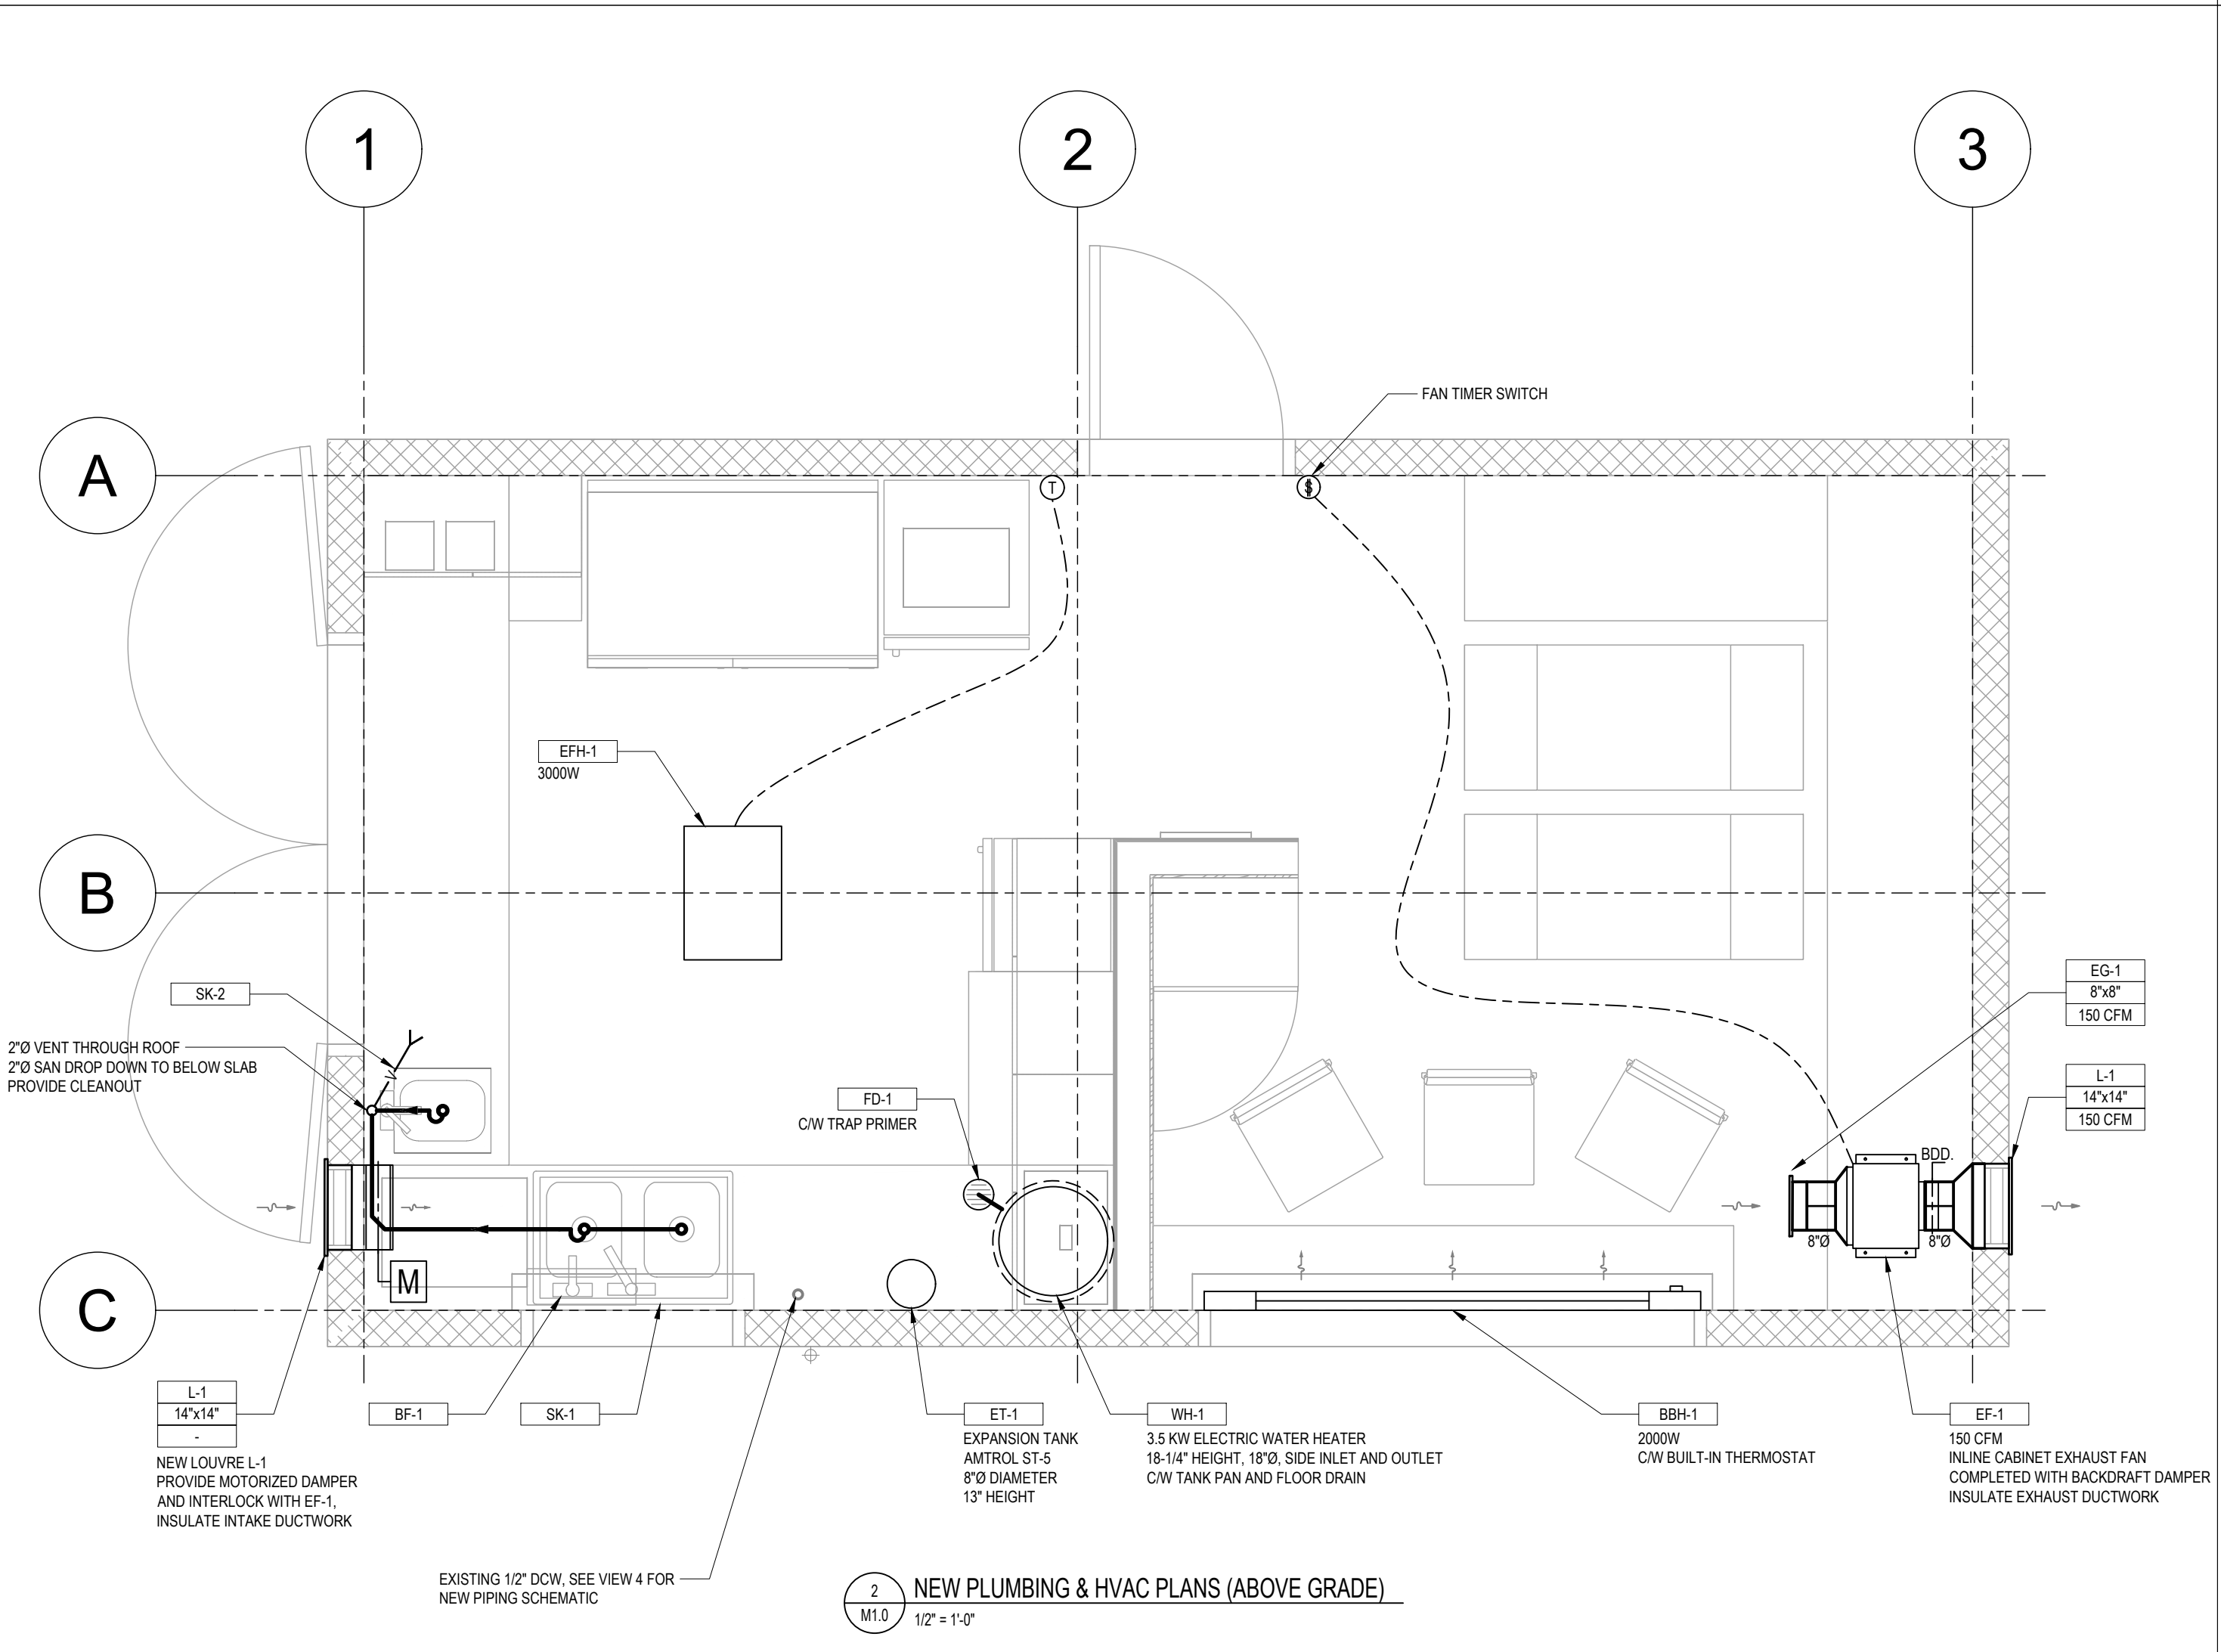 1
2
3
FAN TIMER SWITCH
A
T
$
EFH-1
3000W
B
EG-1
8"x8"
150 CFM
SK-2
2"Ø VENT THROUGH ROOF
2"Ø SAN DROP DOWN TO BELOW SLAB
PROVIDE CLEANOUT
L-1
14"x14"
150 CFM
FD-1
C/W TRAP PRIMER
BDD.
8"Ø
8"Ø
M
C
L-1
14"x14"
-
NEW LOUVRE L-1
PROVIDE MOTORIZED DAMPER
AND INTERLOCK WITH EF-1,
INSULATE INTAKE DUCTWORK
BF-1
SK-1
ET-1
EXPANSION TANK
AMTROL ST-5
8"Ø DIAMETER
13" HEIGHT
WH-1
3.5 KW ELECTRIC WATER HEATER
18-1/4" HEIGHT, 18"Ø, SIDE INLET AND OUTLET
C/W TANK PAN AND FLOOR DRAIN
BBH-1
2000W
C/W BUILT-IN THERMOSTAT
EF-1
150 CFM
INLINE CABINET EXHAUST FAN
COMPLETED WITH BACKDRAFT DAMPER
INSULATE EXHAUST DUCTWORK
EXISTING 1/2" DCW, SEE VIEW 4 FOR
NEW PIPING SCHEMATIC
2
M1.0
NEW PLUMBING & HVAC PLANS (ABOVE GRADE)
1/2" = 1'-0"